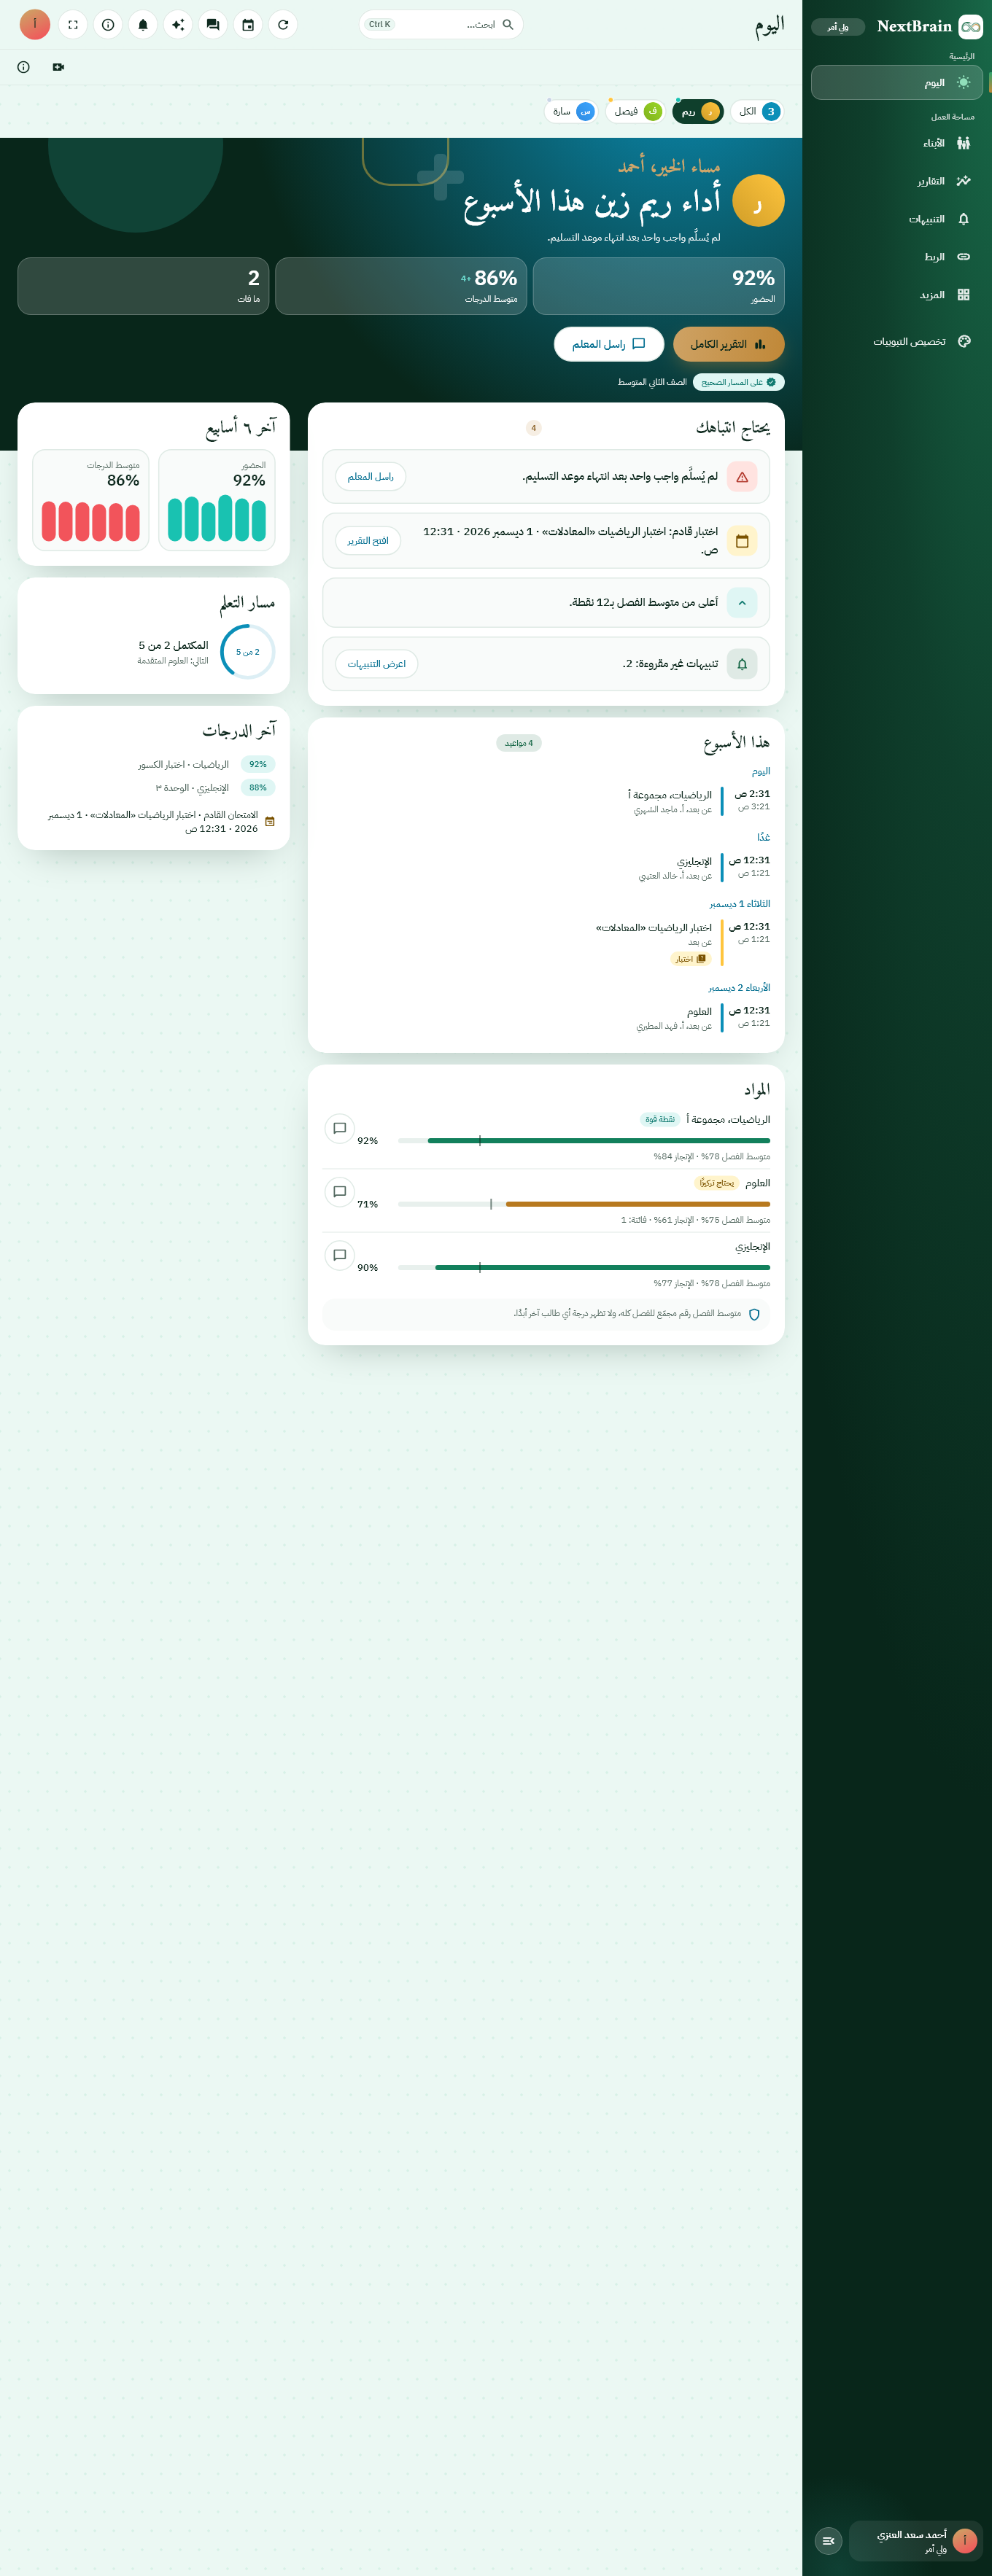 NextBrain
ولي أمر
الرئيسية
اليوم
مساحة العمل
الأبناء
التقارير
التنبيهات
الربط
المزيد
تخصيص التبويبات
اليوم
ابحث...
Ctrl K
أ
3 الكل
ر ريم
ف فيصل
س سارة
ر
مساء الخير، أحمد
أداء ريم زين هذا الأسبوع
لم يُسلَّم واجب واحد بعد انتهاء موعد التسليم.
92%
الحضور
86% +4
متوسط الدرجات
2
ما فات
التقرير الكامل
راسل المعلم
على المسار الصحيح
الصف الثاني المتوسط
يحتاج انتباهك
4
لم يُسلَّم واجب واحد بعد انتهاء موعد التسليم.
راسل المعلم
اختبار قادم: اختبار الرياضيات «المعادلات» · 1 ديسمبر 2026 · 12:31
ص.
افتح التقرير
أعلى من متوسط الفصل بـ12 نقطة.
تنبيهات غير مقروءة: 2.
اعرض التنبيهات
هذا الأسبوع
4 مواعيد
اليوم
2:31 ص
3:21 ص
الرياضيات، مجموعة أ
عن بعد، أ. ماجد الشهري
غدًا
12:31 ص
1:21 ص
الإنجليزي
عن بعد، أ. خالد العتيبي
الثلاثاء 1 ديسمبر
12:31 ص
1:21 ص
اختبار الرياضيات «المعادلات»
عن بعد
اختبار
الأربعاء 2 ديسمبر
12:31 ص
1:21 ص
العلوم
عن بعد، أ. فهد المطيري
المواد
الرياضيات، مجموعة أ
نقطة قوة
92%
متوسط الفصل 78% · الإنجاز 84%
العلوم
يحتاج تركيزًا
71%
متوسط الفصل 75% · الإنجاز 61% · فائتة: 1
الإنجليزي
90%
متوسط الفصل 78% · الإنجاز 77%
متوسط الفصل رقم مجمّع للفصل كله، ولا تظهر درجة أي طالب آخر أبدًا.
آخر ٦ أسابيع
الحضور
92%
متوسط الدرجات
86%
مسار التعلم
2 من 5
المكتمل 2 من 5
التالي: العلوم المتقدمة
آخر الدرجات
92%
الرياضيات · اختبار الكسور
88%
الإنجليزي · الوحدة ٣
الامتحان القادم · اختبار الرياضيات «المعادلات» · 1 ديسمبر
2026 · 12:31 ص
أ
أحمد سعد العنزي
ولي أمر